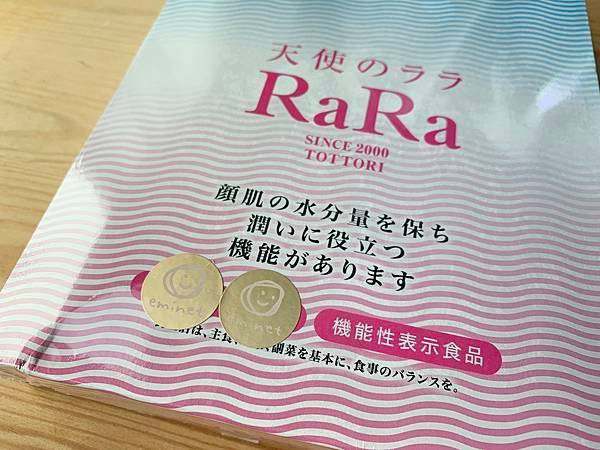 天使のララ
RaRa
SINCE 2000
TOTTORI
顔肌の水分量を保ち
潤いに役立つ
機能があります
eminet
eminet
機能性表示食品
は、主食、副菜を基本に、食事のバランスを。